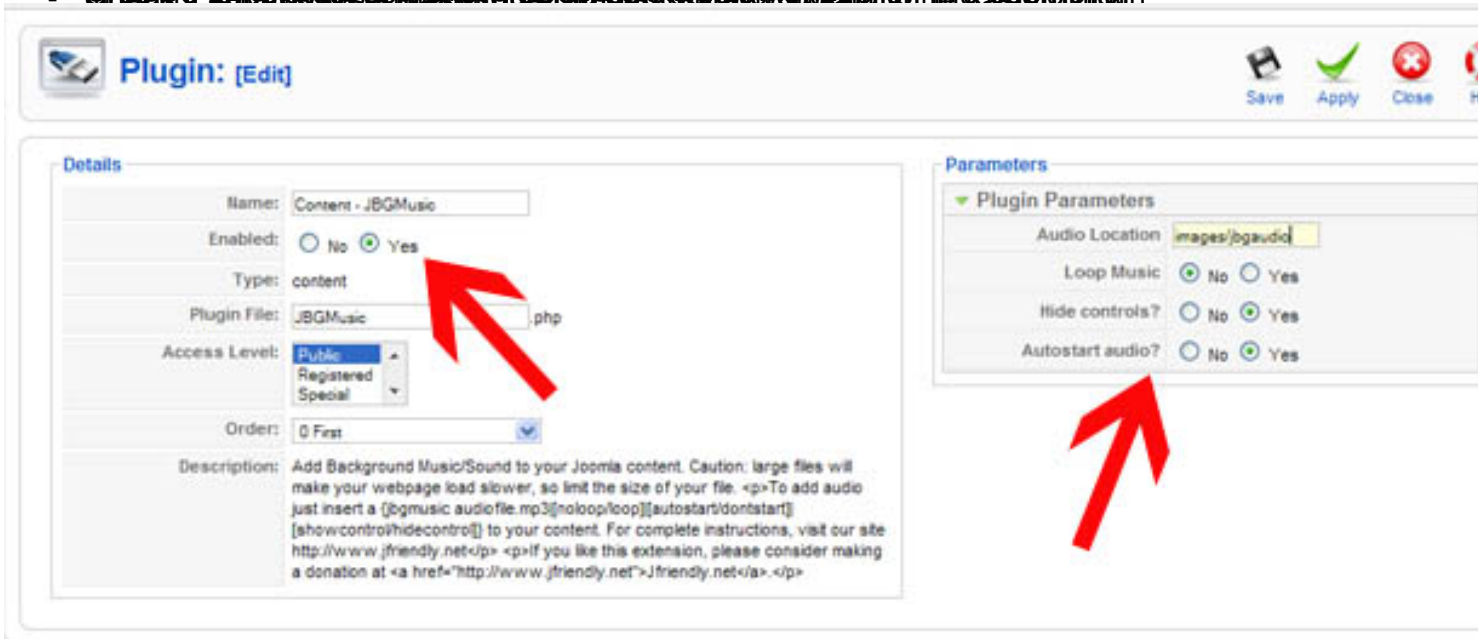 Plugin: [Edit]
Save Apply Close
Details
Name: Content - JBGMusic
Enabled: No Yes
Type: content
Plugin File: JBGMusic .php
Access Level: Public
Registered
Special
Order: 0 First
Description: Add Background Music/Sound to your Joomla content. Caution: large files will
make your webpage load slower, so limit the size of your file. <p>To add audio
just insert a {jbgmusic audiofile.mp3[noloop/loop][autostart/dontstart]
[showcontrol/hidecontrol]} to your content. For complete instructions, visit our site
http://www.jfriendly.net</p> <p>If you like this extension, please consider making
a donation at <a href="http://www.jfriendly.net">Jfriendly.net</a>.</p>
Parameters
Plugin Parameters
Audio Location images/jbgaudio
Loop Music No Yes
Hide controls? No Yes
Autostart audio? No Yes